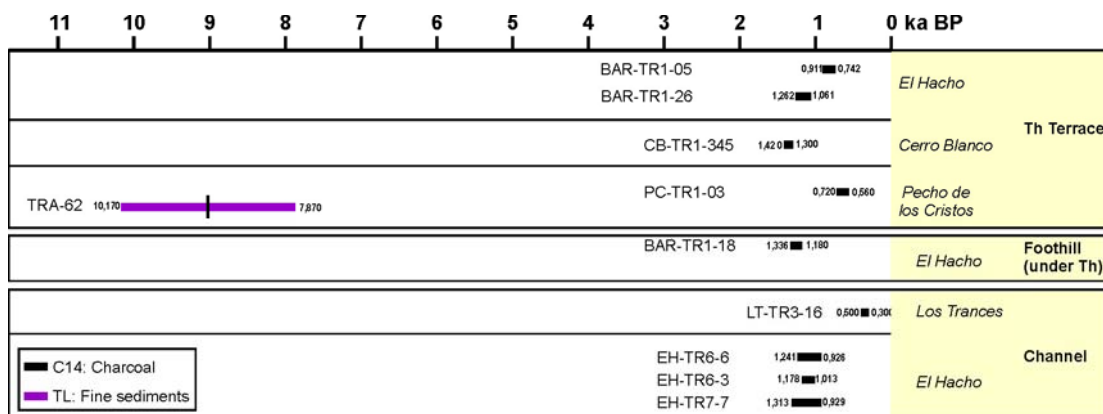 11 10 9 8 7 6 5 4 3 2 1 0 ka BP
BAR-TR1-05 0,911 0,742
BAR-TR1-26 1,262 1,061
El Hacho
Th Terrace
CB-TR1-345 1,420 1,300 Cerro Blanco
TRA-62 10,170 7,870
PC-TR1-03 0,720 0,560
Pecho de
los Cristos
BAR-TR1-18 1,336 1,180
El Hacho
Foothill
(under Th)
LT-TR3-16 0,500 0,300 Los Trances
Channel
EH-TR6-6 1,241 0,926
EH-TR6-3 1,178 1,013
EH-TR7-7 1,313 0,929
El Hacho
C14: Charcoal
TL: Fine sediments